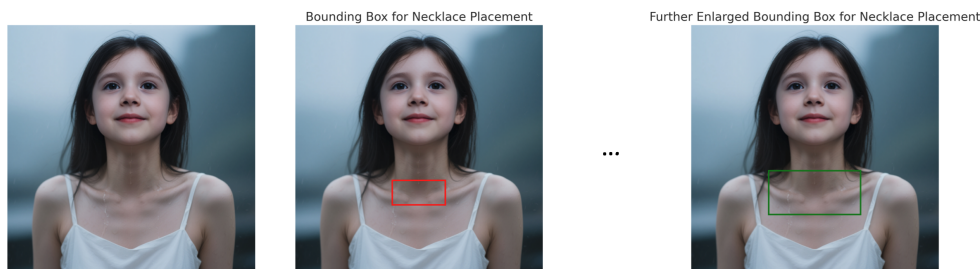 Bounding Box for Necklace Placement
Further Enlarged Bounding Box for Necklace Placement
...